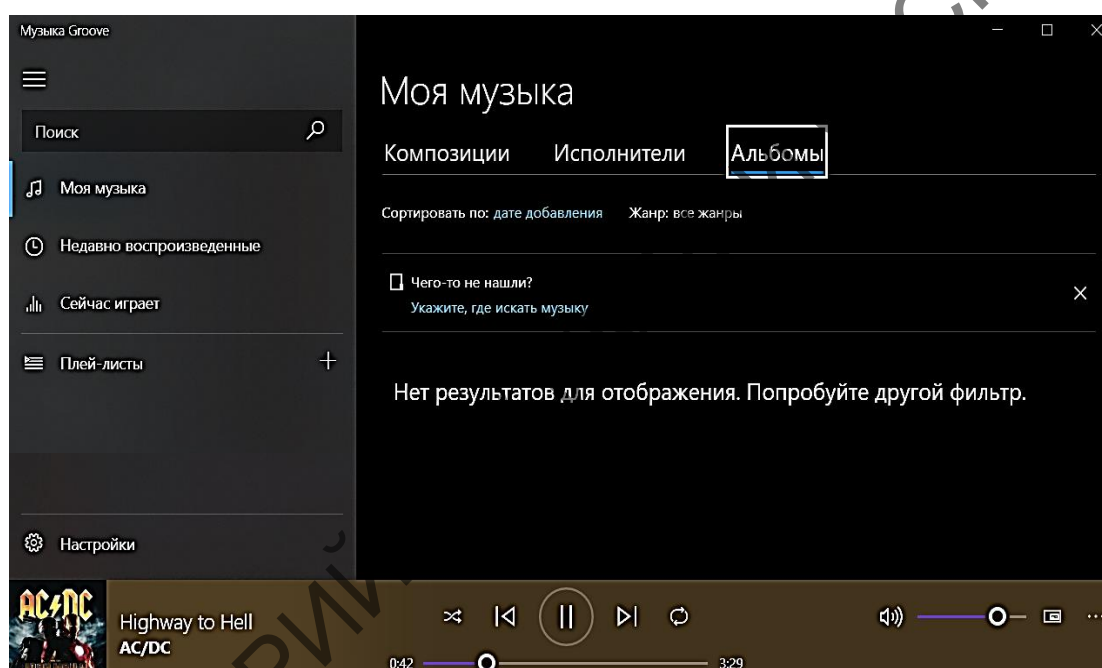 Музыка Groove
Поиск
Моя музыка
Недавно воспроизведенные
Сейчас играет
Плей-листы
Настройки
Моя музыка
Композиции Исполнители Альбомы
Сортировать по: дате добавления Жанр: все жанры
Чего-то не нашли?
Укажите, где искать музыку
Нет результатов для отображения. Попробуйте другой фильтр.
AC/DC
Highway to Hell
AC/DC
0:42 3:29